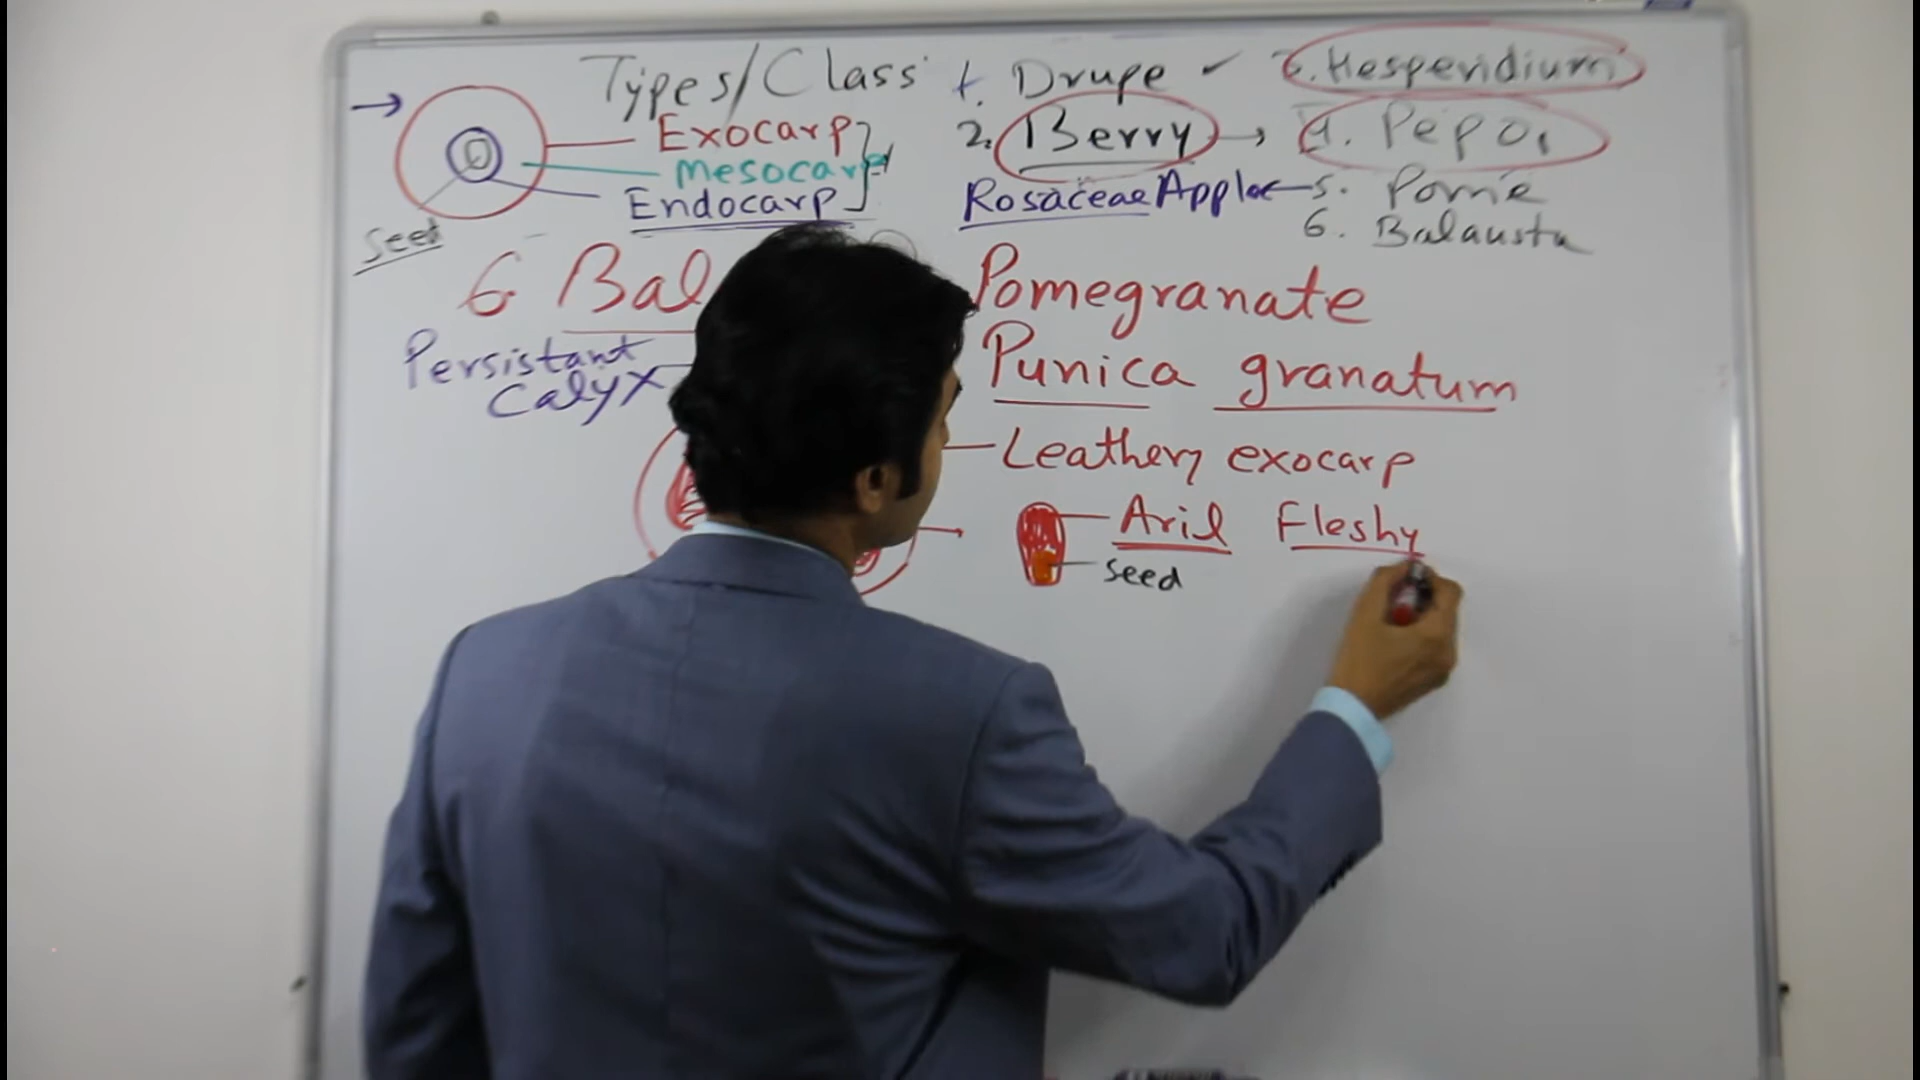 Types/Class
1. Drupe
Hesperidium
Exocarp
2. Berry
4. Pepo
Mesocarp
Endocarp
Rosaceae Apple
5. Pome
6. Balausta
Seed
6. Bal
Pomegranate
Persistant
Calyx
Punica granatum
Leathery exocarp
Aril Fleshy
Seed